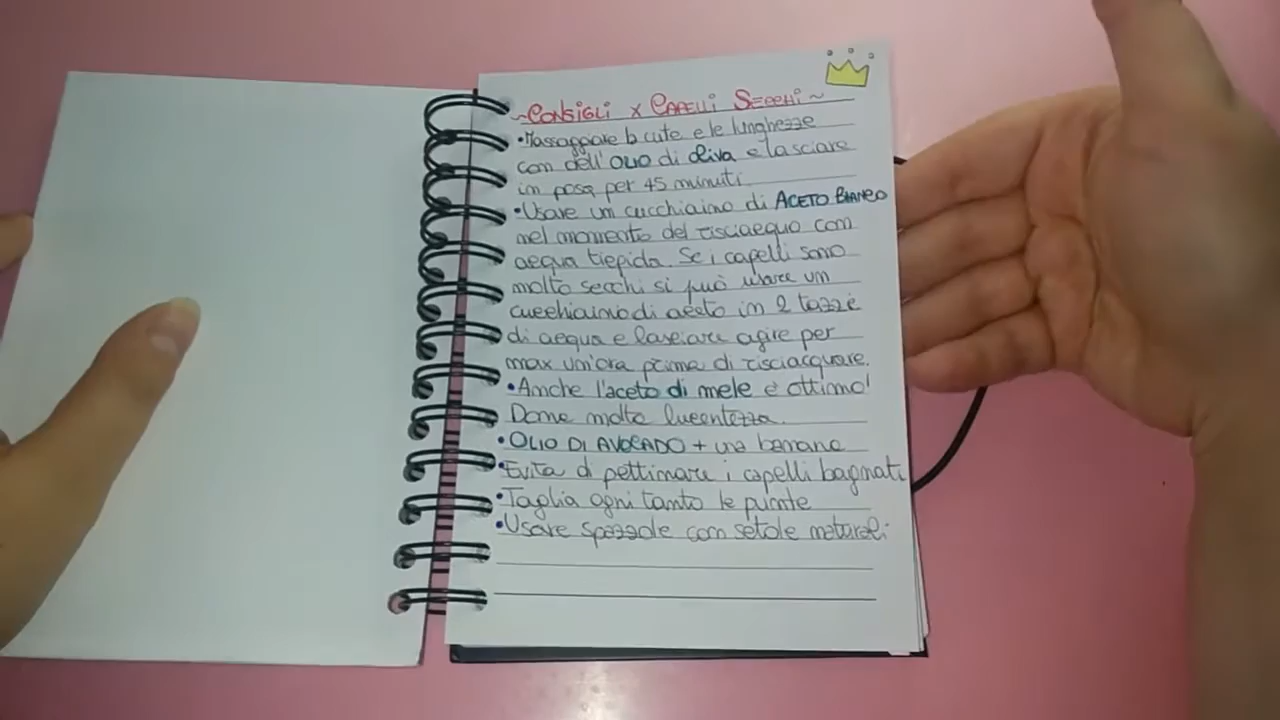 ~Consigli x Capelli Secchi~
•Massaggiare la cute e le lunghezze
con dell'OLIO di oliva e lasciare
in posa per 45 minuti.
•Usare un cucchiaino di ACETO BIANCO
nel momento del risciacquo con
acqua tiepida. Se i capelli sono
molto secchi si può usare un
cucchiaino di aceto in 2 tazze
di acqua e lasciare agire per
max un'ora prima di risciacquare.
•Anche l'aceto di mele è ottimo!
Dona molta lucentezza.
•OLIO DI AVOCADO + una banana
•Evita di pettinare i capelli bagnati
•Taglia ogni tanto le punte
•Usare spazzole con setole naturali